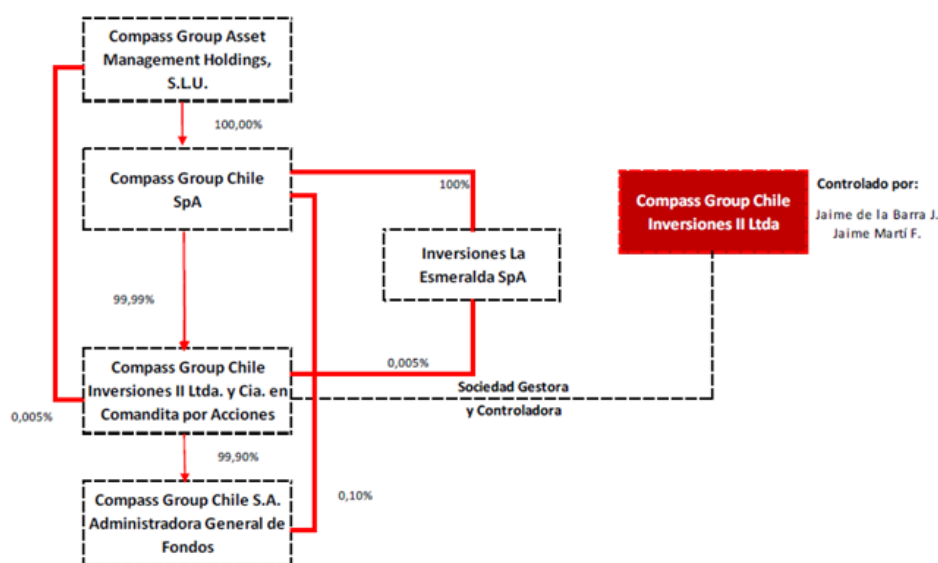 Compass Group Asset
Management Holdings,
S.L.U.
100,00%
Compass Group Chile
SpA
100%
Compass Group Chile
Inversiones II Ltda
Controlado por:
Jaime de la Barra J.
Jaime Martí F.
Inversiones La
Esmeralda SpA
99,99%
Compass Group Chile
Inversiones II Ltda. y Cia. en
Comandita por Acciones
0,005%
Sociedad Gestora
y Controladora
0,005%
99,90%
Compass Group Chile S.A.
Administradora General de
Fondos
0,10%